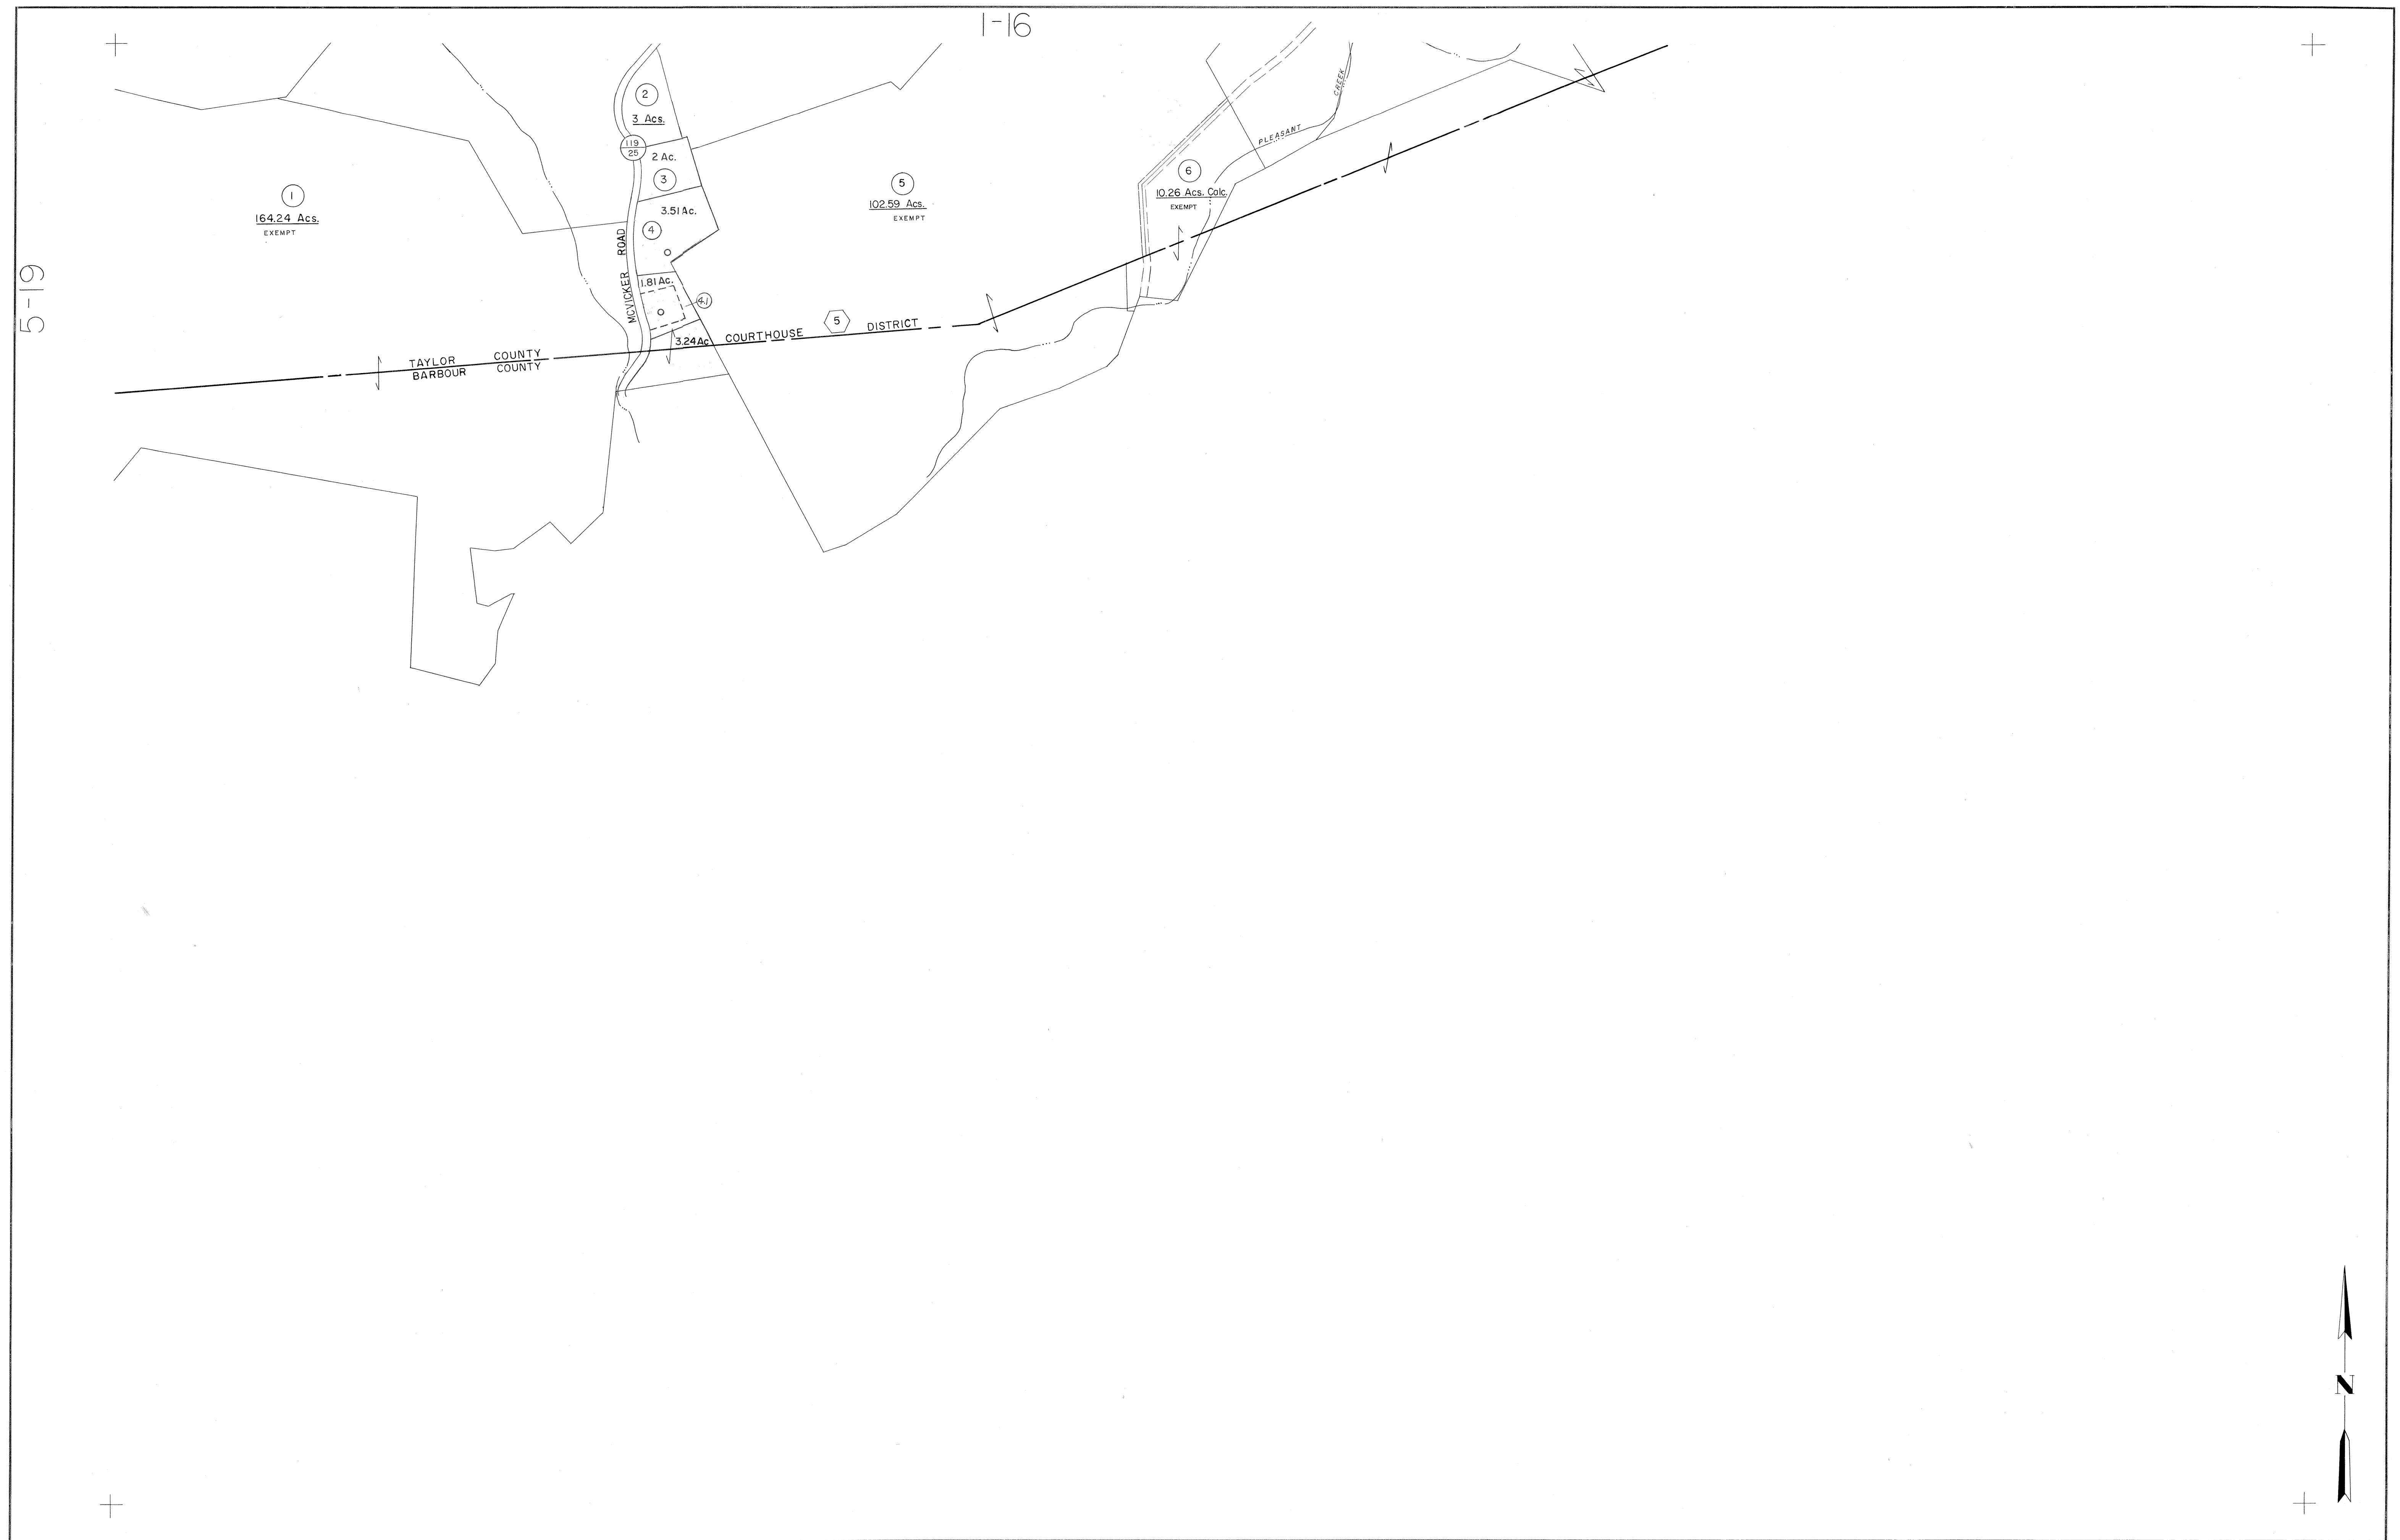 1-16
5-19
1
164.24 Acs.
EXEMPT
2
3 Acs.
119
25
2 Ac.
3
3.51 Ac.
4
1.81 Ac.
4.1
3.24 Ac
MCVICKER ROAD
5
102.59 Acs.
EXEMPT
6
10.26 Acs. Calc.
EXEMPT
PLEASANT CREEK
TAYLOR COUNTY
BARBOUR COUNTY
COURTHOUSE 5 DISTRICT
N